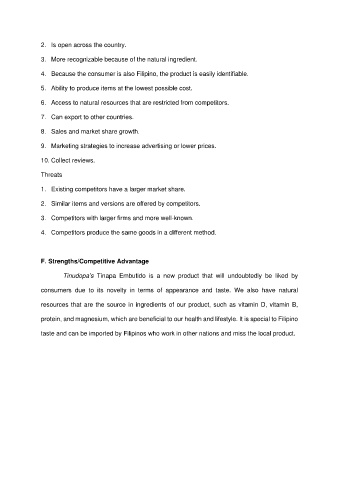 2. Is open across the country.
3. More recognizable because of the natural ingredient.
4. Because the consumer is also Filipino, the product is easily identifiable.
5. Ability to produce items at the lowest possible cost.
6. Access to natural resources that are restricted from competitors.
7. Can export to other countries.
8. Sales and market share growth.
9. Marketing strategies to increase advertising or lower prices.
10. Collect reviews.
Threats
1. Existing competitors have a larger market share.
2. Similar items and versions are offered by competitors.
3. Competitors with larger firms and more well-known.
4. Competitors produce the same goods in a different method.
F. Strengths/Competitive Advantage
Tinudopa's Tinapa Embutido is a new product that will undoubtedly be liked by
consumers due to its novelty in terms of appearance and taste. We also have natural
resources that are the source in ingredients of our product, such as vitamin D, vitamin B,
protein, and magnesium, which are beneficial to our health and lifestyle. It is special to Filipino
taste and can be imported by Filipinos who work in other nations and miss the local product.